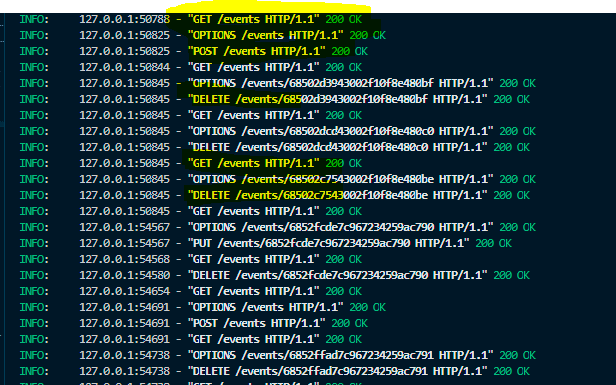 INFO: 127.0.0.1:50788 - "GET /events HTTP/1.1" 200 OK
INFO: 127.0.0.1:50825 - "OPTIONS /events HTTP/1.1" 200 OK
INFO: 127.0.0.1:50825 - "POST /events HTTP/1.1" 200 OK
INFO: 127.0.0.1:50844 - "GET /events HTTP/1.1" 200 OK
INFO: 127.0.0.1:50845 - "OPTIONS /events/68502d3943002f10f8e480bf HTTP/1.1" 200 OK
INFO: 127.0.0.1:50845 - "DELETE /events/68502d3943002f10f8e480bf HTTP/1.1" 200 OK
INFO: 127.0.0.1:50845 - "GET /events HTTP/1.1" 200 OK
INFO: 127.0.0.1:50845 - "OPTIONS /events/68502dcd43002f10f8e480c0 HTTP/1.1" 200 OK
INFO: 127.0.0.1:50845 - "DELETE /events/68502dcd43002f10f8e480c0 HTTP/1.1" 200 OK
INFO: 127.0.0.1:50845 - "GET /events HTTP/1.1" 200 OK
INFO: 127.0.0.1:50845 - "OPTIONS /events/68502c7543002f10f8e480be HTTP/1.1" 200 OK
INFO: 127.0.0.1:50845 - "DELETE /events/68502c7543002f10f8e480be HTTP/1.1" 200 OK
INFO: 127.0.0.1:50845 - "GET /events HTTP/1.1" 200 OK
INFO: 127.0.0.1:54567 - "OPTIONS /events/6852fcde7c967234259ac790 HTTP/1.1" 200 OK
INFO: 127.0.0.1:54567 - "PUT /events/6852fcde7c967234259ac790 HTTP/1.1" 200 OK
INFO: 127.0.0.1:54568 - "GET /events HTTP/1.1" 200 OK
INFO: 127.0.0.1:54580 - "DELETE /events/6852fcde7c967234259ac790 HTTP/1.1" 200 OK
INFO: 127.0.0.1:54654 - "GET /events HTTP/1.1" 200 OK
INFO: 127.0.0.1:54691 - "OPTIONS /events HTTP/1.1" 200 OK
INFO: 127.0.0.1:54691 - "POST /events HTTP/1.1" 200 OK
INFO: 127.0.0.1:54691 - "GET /events HTTP/1.1" 200 OK
INFO: 127.0.0.1:54738 - "OPTIONS /events/6852ffad7c967234259ac791 HTTP/1.1" 200 OK
INFO: 127.0.0.1:54738 - "DELETE /events/6852ffad7c967234259ac791 HTTP/1.1" 200 OK